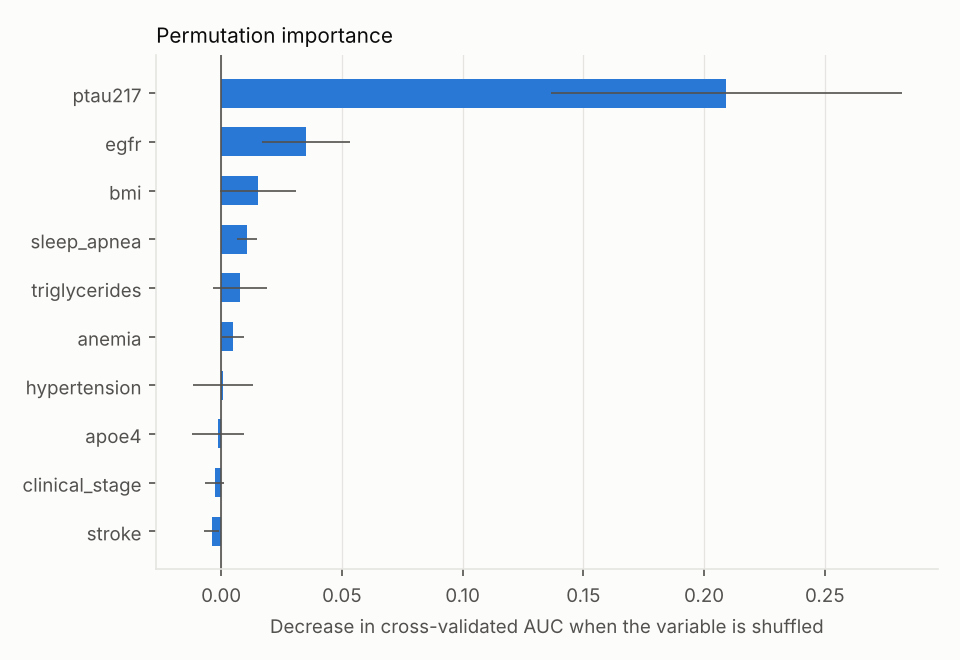 Permutation importance
ptau217
egfr
bmi
sleep_apnea
triglycerides
anemia
hypertension
apoe4
clinical_stage
stroke
0.00 0.05 0.10 0.15 0.20 0.25
Decrease in cross-validated AUC when the variable is shuffled